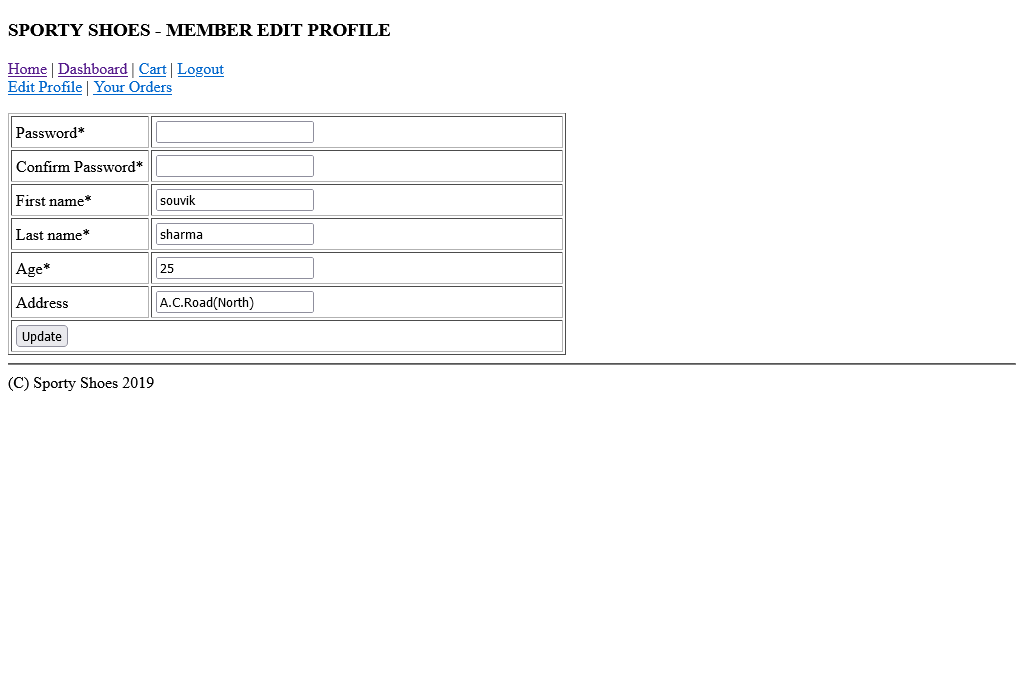 SPORTY SHOES - MEMBER EDIT PROFILE
Home | Dashboard | Cart | Logout
Edit Profile | Your Orders
Password*
Confirm Password*
First name* souvik
Last name* sharma
Age* 25
Address A.C.Road(North)
Update
(C) Sporty Shoes 2019